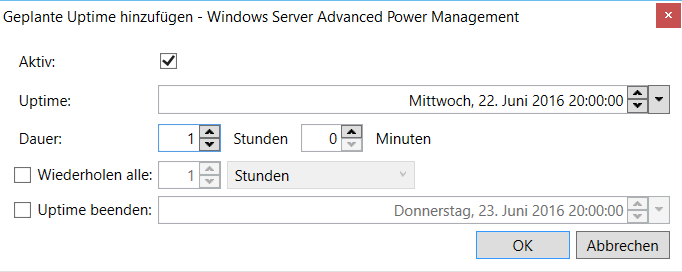 Geplante Uptime hinzufügen - Windows Server Advanced Power Management
Aktiv:
Uptime: Mittwoch, 22. Juni 2016 20:00:00
Dauer: 1 Stunden 0 Minuten
Wiederholen alle: 1 Stunden
Uptime beenden: Donnerstag, 23. Juni 2016 20:00:00
OK Abbrechen